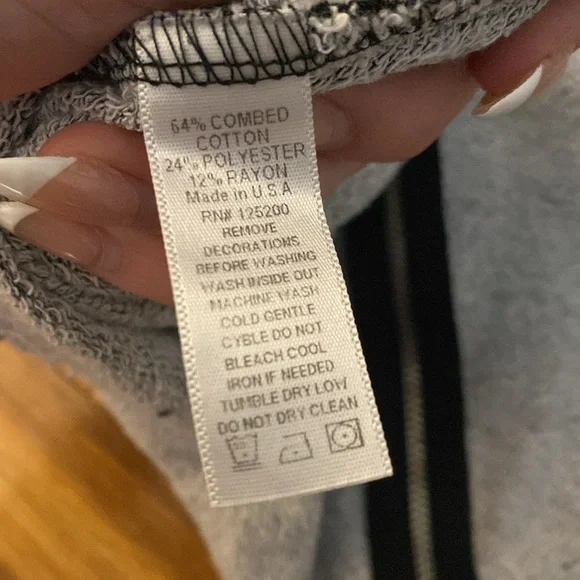 64% COMBED
COTTON
24% POLYESTER
12% RAYON
Made in U.S.A
RN# 125200
REMOVE
DECORATIONS
BEFORE WASHING
WASH INSIDE OUT
MACHINE WASH
COLD GENTLE
CYBLE DO NOT
BLEACH COOL
IRON IF NEEDED
TUMBLE DRY LOW
DO NOT DRY CLEAN